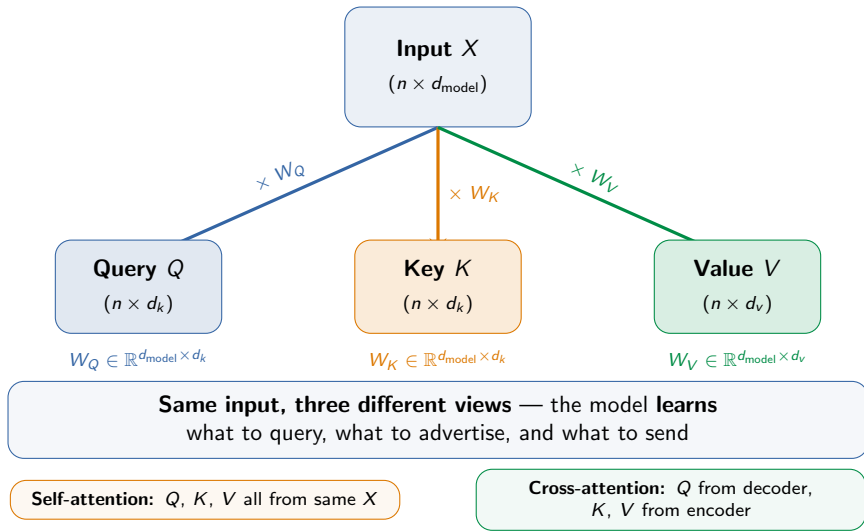 Input X
(n × d_model)
× W_Q
× W_K
× W_V
Query Q
(n × d_k)
Key K
(n × d_k)
Value V
(n × d_v)
W_Q ∈ ℝ^{d_model × d_k}
W_K ∈ ℝ^{d_model × d_k}
W_V ∈ ℝ^{d_model × d_v}
Same input, three different views — the model learns
what to query, what to advertise, and what to send
Self-attention: Q, K, V all from same X
Cross-attention: Q from decoder,
K, V from encoder